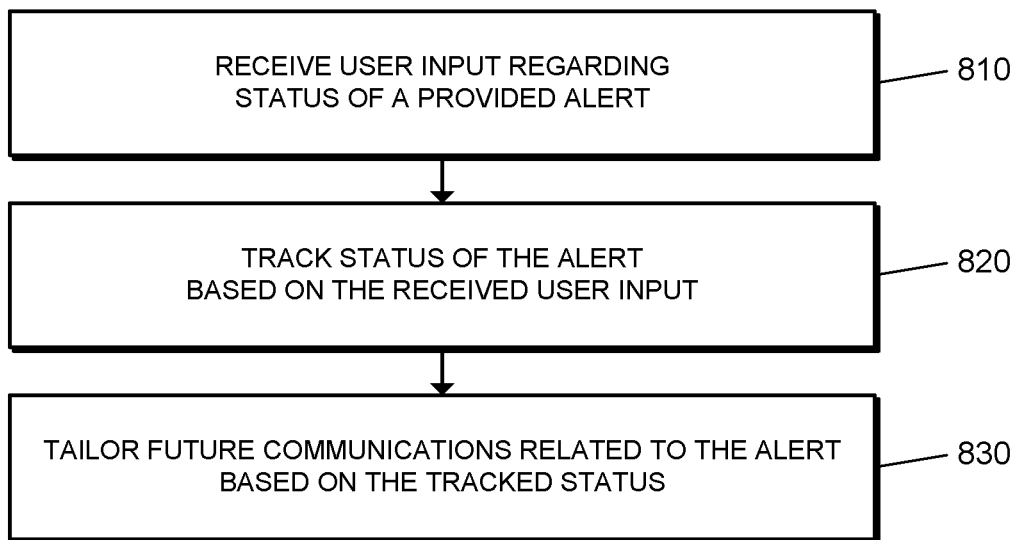 RECEIVE USER INPUT REGARDING
STATUS OF A PROVIDED ALERT
810
TRACK STATUS OF THE ALERT
BASED ON THE RECEIVED USER INPUT
820
TAILOR FUTURE COMMUNICATIONS RELATED TO THE ALERT
BASED ON THE TRACKED STATUS
830